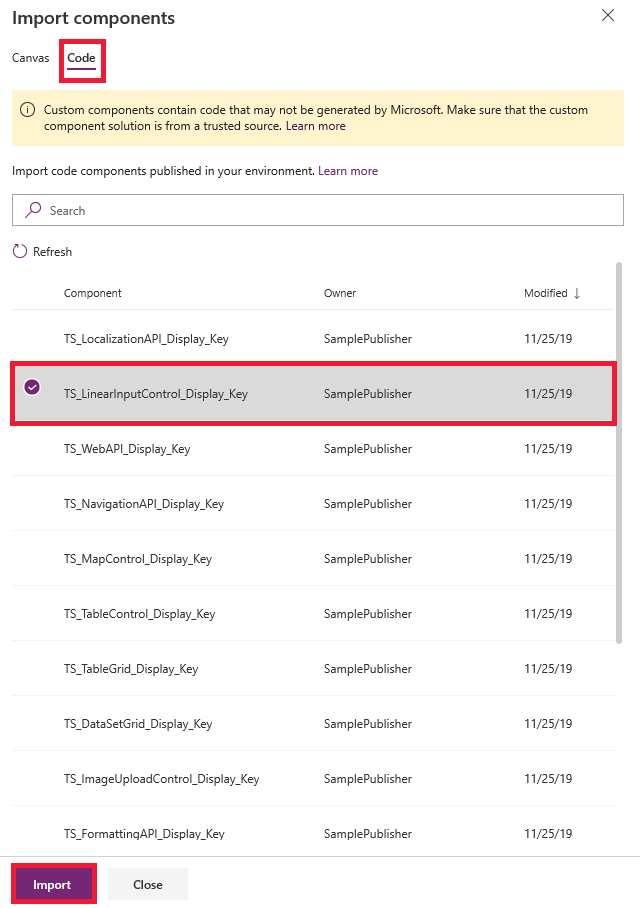 Import components
Canvas Code
Custom components contain code that may not be generated by Microsoft. Make sure that the custom
component solution is from a trusted source. Learn more
Import code components published in your environment. Learn more
Search
Refresh
Component Owner Modified ↓
TS_LocalizationAPI_Display_Key SamplePublisher 11/25/19
TS_LinearInputControl_Display_Key SamplePublisher 11/25/19
TS_WebAPI_Display_Key SamplePublisher 11/25/19
TS_NavigationAPI_Display_Key SamplePublisher 11/25/19
TS_MapControl_Display_Key SamplePublisher 11/25/19
TS_TableControl_Display_Key SamplePublisher 11/25/19
TS_TableGrid_Display_Key SamplePublisher 11/25/19
TS_DataSetGrid_Display_Key SamplePublisher 11/25/19
TS_ImageUploadControl_Display_Key SamplePublisher 11/25/19
TS_FormattingAPI_Display_Key SamplePublisher 11/25/19
Import Close